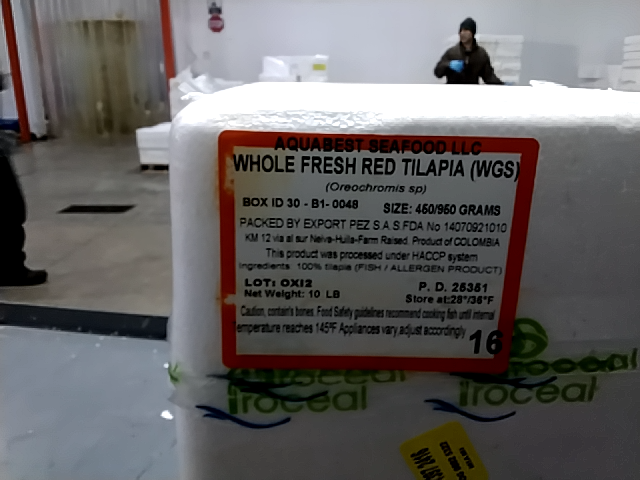 AQUABEST SEAFOOD LLC
WHOLE FRESH RED TILAPIA (WGS)
(Oreochromis sp)
BOX ID 30 - B1- 0048 SIZE: 450/950 GRAMS
PACKED BY EXPORT PEZ S.A.S.FDA No 14070921010
KM 12 via al sur Neiva-Huila-Farm Raised. Product of COLOMBIA
This product was processed under HACCP system
Ingredients 100% tilapia (FISH / ALLERGEN PRODUCT)
LOT: OXI2 P. D. 25351
Net Weight: 10 LB Store at:28°/36°F
Caution, contain's bones. Food Safety guidelines recommend cooking fish until internal
temperature reaches 145°F Appliances vary,adjust accordingly
16